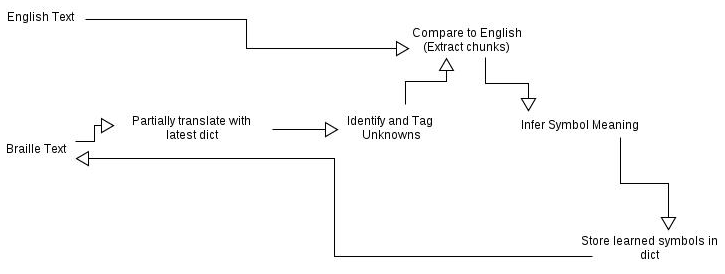 English Text
Compare to English
(Extract chunks)
Partially translate with
latest dict
Identify and Tag
Unknowns
Infer Symbol Meaning
Braille Text
Store learned symbols in
dict